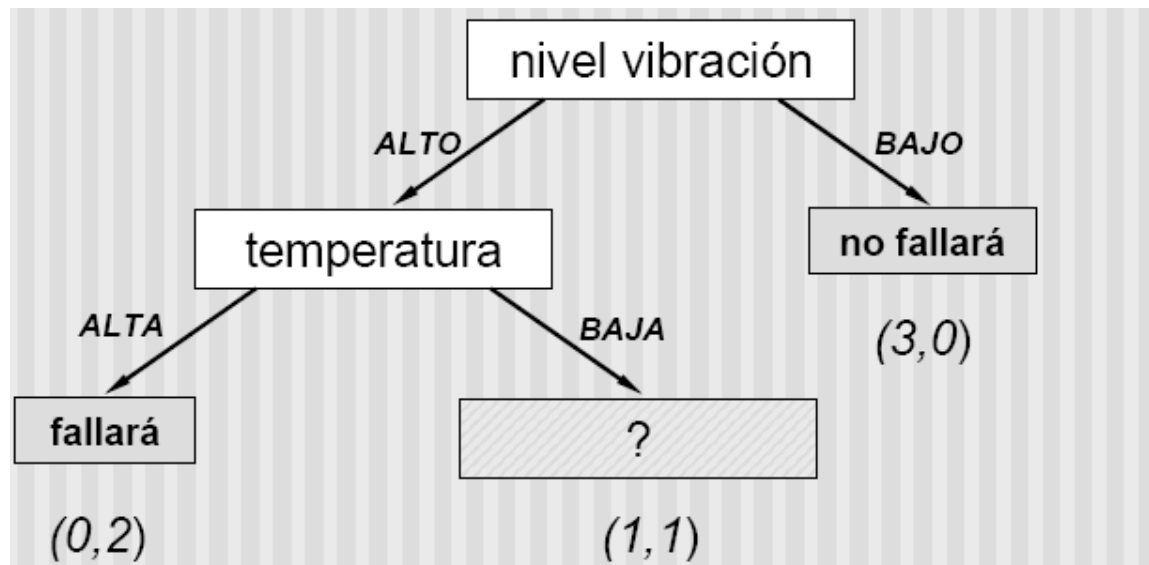 nivel vibración
ALTO
BAJO
temperatura
no fallará
ALTA
BAJA
(3,0)
fallará
?
(0,2)
(1,1)